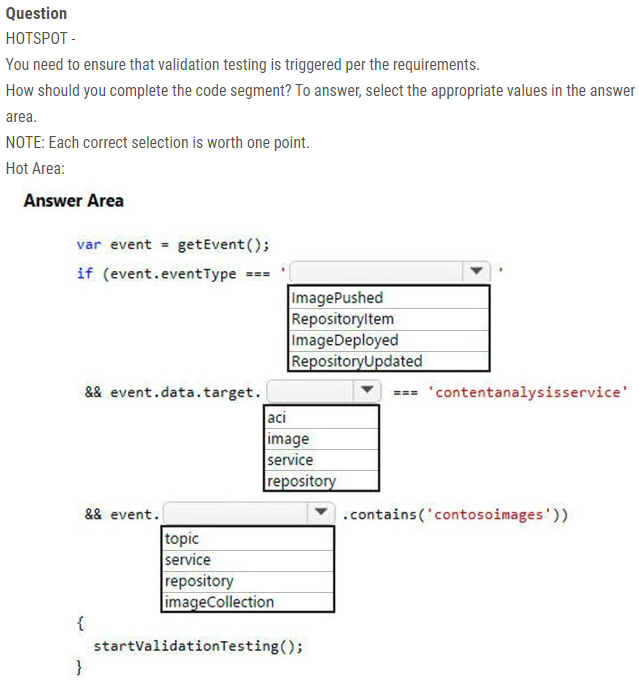 Question
HOTSPOT -
You need to ensure that validation testing is triggered per the requirements.
How should you complete the code segment? To answer, select the appropriate values in the answer
area.
NOTE: Each correct selection is worth one point.
Hot Area:
Answer Area
var event = getEvent();
if (event.eventType === ' '
ImagePushed
RepositoryItem
ImageDeployed
RepositoryUpdated
&& event.data.target. === 'contentanalysisservice'
aci
image
service
repository
&& event. .contains('contosoimages'))
topic
service
repository
imageCollection
{
startValidationTesting();
}